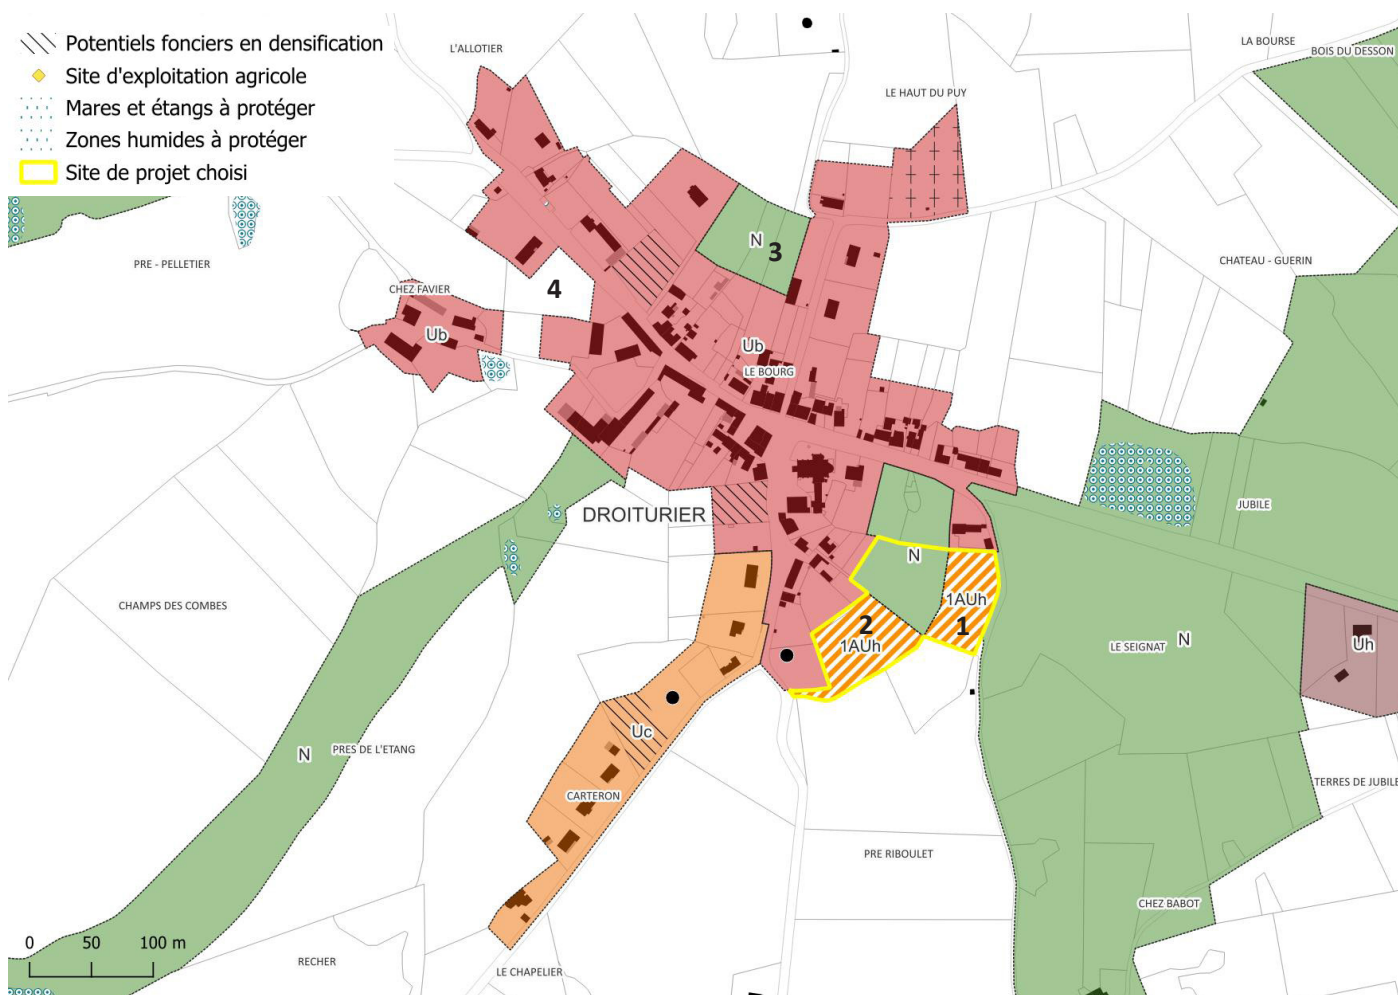 Potentiels fonciers en densification
Site d'exploitation agricole
Mares et étangs à protéger
Zones humides à protéger
Site de projet choisi
L'ALLOTIER
LA BOURSE
BOIS DU DESSON
LE HAUT DU PUY
N
3
PRE - PELLETIER
CHATEAU - GUERIN
CHEZ FAVIER
4
Ub
Ub
LE BOURG
DROITURIER
JUBILE
N
CHAMPS DES COMBES
1AUh
1
2
1AUh
LE SEIGNAT
N
Uh
N
PRES DE L'ETANG
Uc
CARTERON
TERRES DE JUBILE
PRE RIBOULET
CHEZ BABOT
0 50 100 m
RECHER
LE CHAPELIER